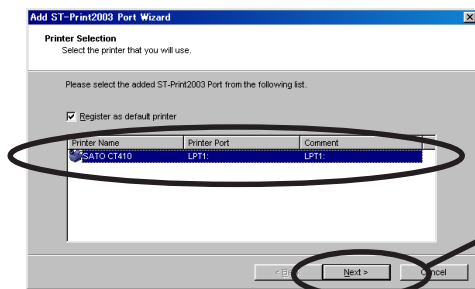 Add ST-Print2003 Port Wizard
Printer Selection
Select the printer that you will use.
Please select the added ST-Print2003 Port from the following list.
Register as default printer
Printer Name Printer Port Comment
SATO CT410 LPT1: LPT1:
Next > Cancel